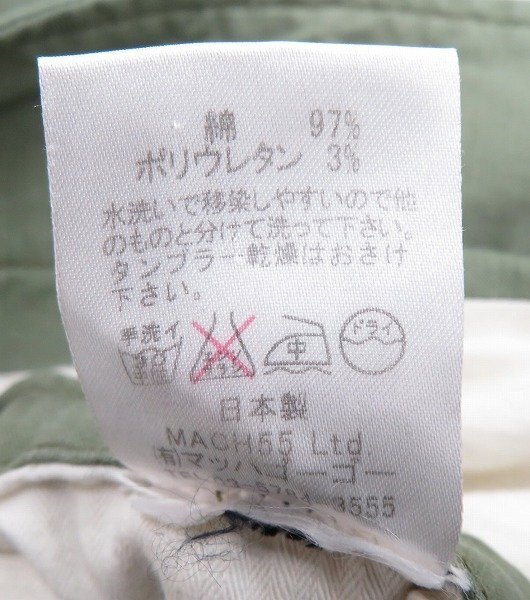 綿 97%
ポリウレタン 3%
水洗いで移染しやすいので他
のものと分けて洗って下さい。
タンブラー乾燥はおさけ
下さい。
手洗イ 中 ドライ
日本製
MACH55 Ltd.
㈲マッハゴーゴー
5555